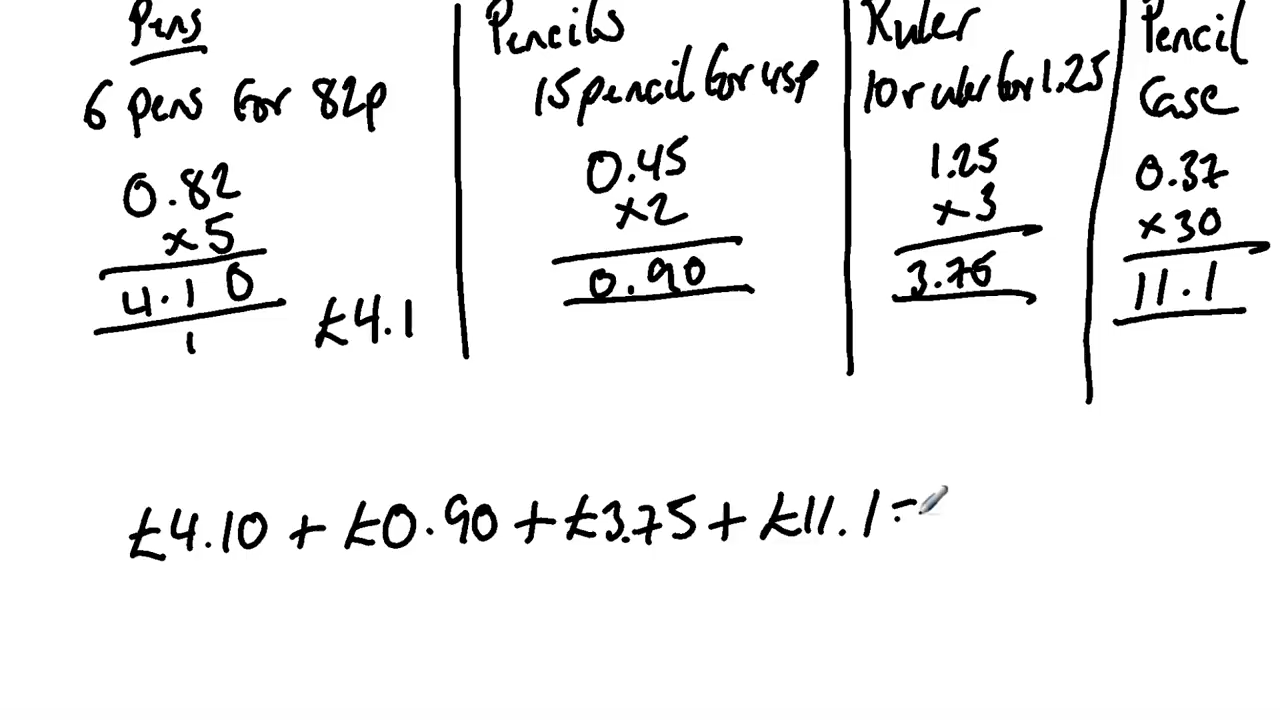 Pens
6 pens for 82p
0.82
x5
4.10
1
£4.1
Pencils
15 pencil for 45p
0.45
x2
0.90
Ruler
10 ruler for 1.25
1.25
x3
3.75
Pencil
Case
0.37
x30
11.1
£4.10 + £0.90 + £3.75 + £11.1 =